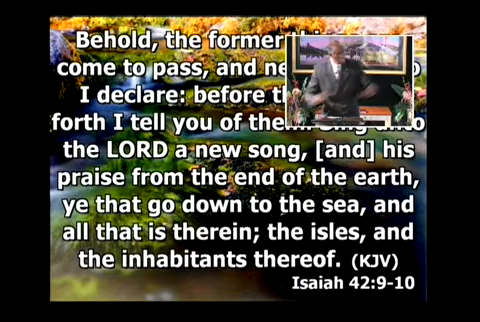 Behold, the former
come to pass, and
I declare: before
forth I tell you of them. Sing unto
the LORD a new song, [and] his
praise from the end of the earth,
ye that go down to the sea, and
all that is therein; the isles, and
the inhabitants thereof. (KJV)
Isaiah 42:9-10